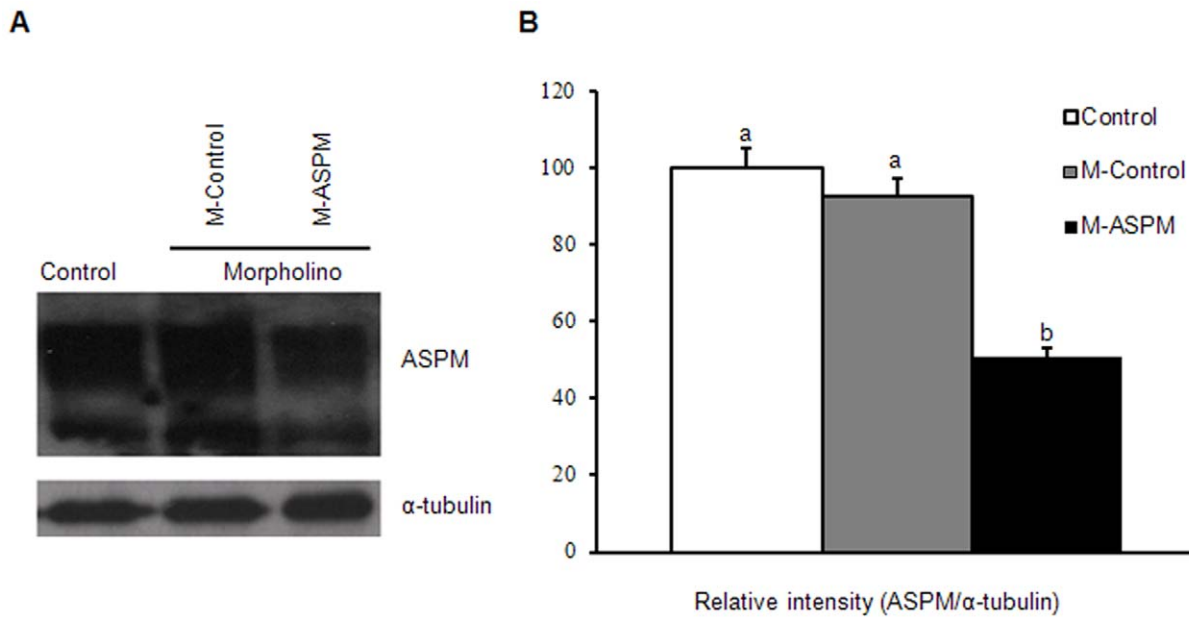 A
M-Control
M-ASPM
Control
Morpholino
ASPM
α-tubulin
B
120
100
80
60
40
20
0
a
a
b
Control
M-Control
M-ASPM
Relative intensity (ASPM/α-tubulin)